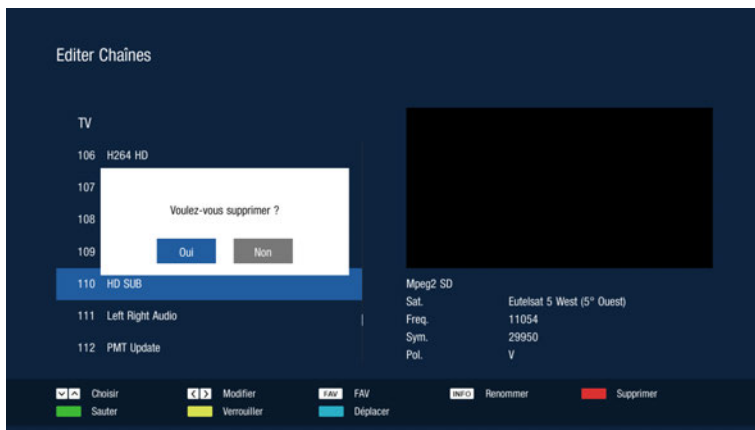 Editer Chaînes
TV
106 H264 HD
107
108
109
Voulez-vous supprimer ?
Oui Non
110 HD SUB
111 Left Right Audio
112 PMT Update
Mpeg2 SD
Sat. Eutelsat 5 West (5° Ouest)
Freq. 11054
Sym. 29950
Pol. V
Choisir Modifier FAV FAV INFO Renommer Supprimer
Sauter Verrouiller Déplacer